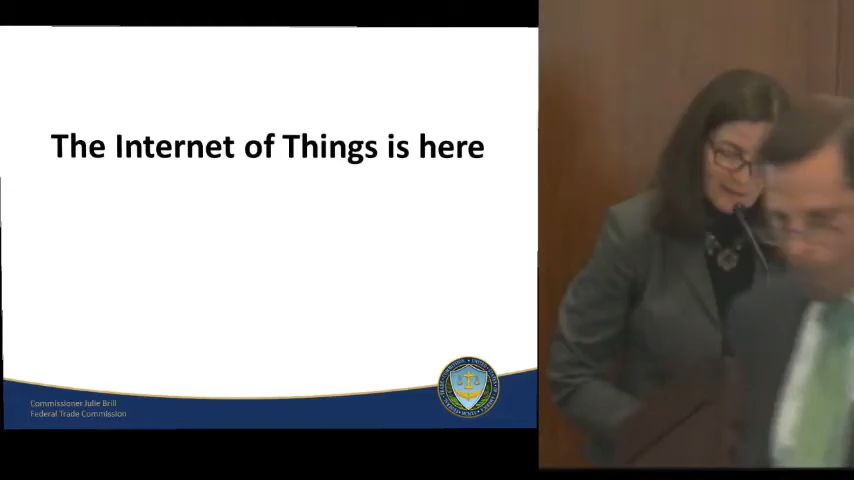 The Internet of Things is here
Commissioner Julie Brill
Federal Trade Commission